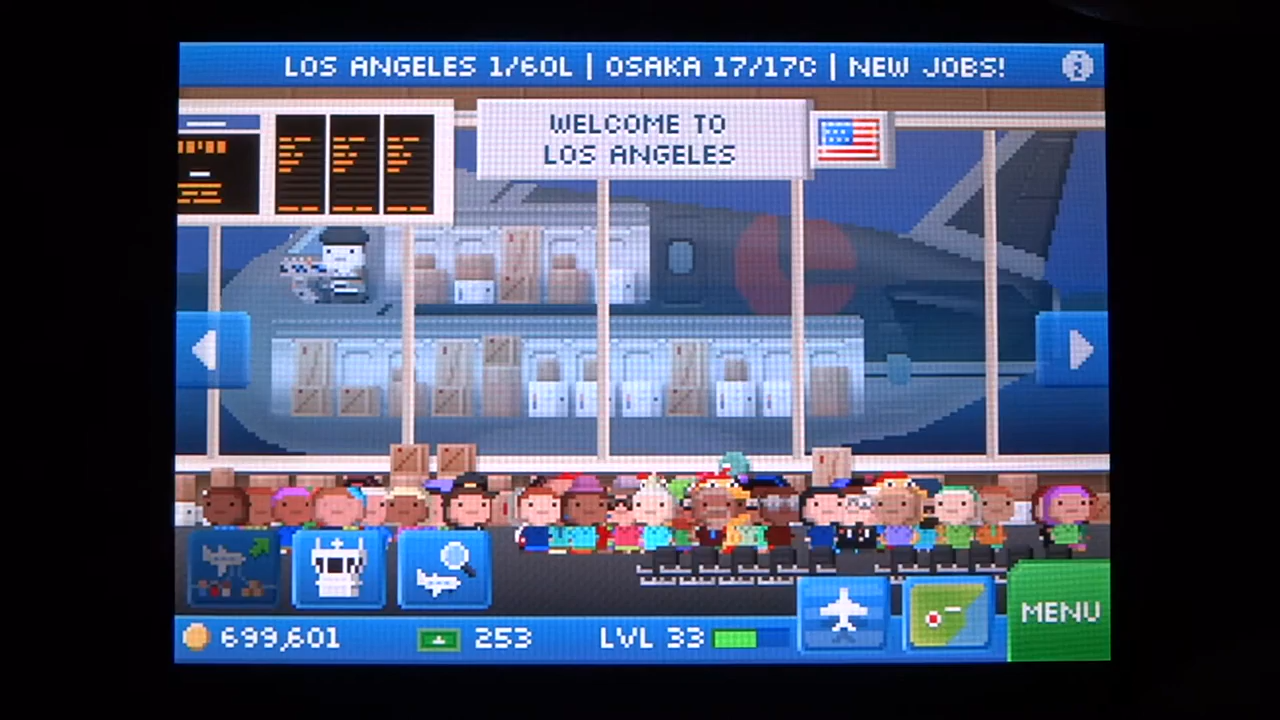 LOS ANGELES 1/60L | OSAKA 17/17C | NEW JOBS!
WELCOME TO
LOS ANGELES
MENU
699,601
253
LVL 33